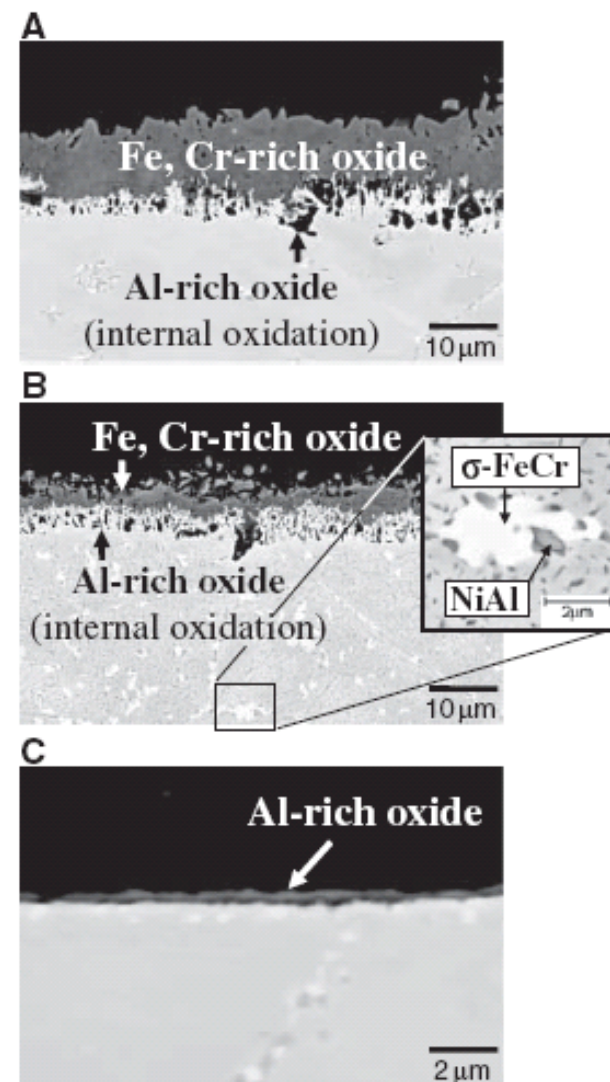 A
Fe, Cr-rich oxide
Al-rich oxide
(internal oxidation)
10 μm
B
Fe, Cr-rich oxide
σ-FeCr
NiAl
2μm
Al-rich oxide
(internal oxidation)
10 μm
C
Al-rich oxide
2 μm